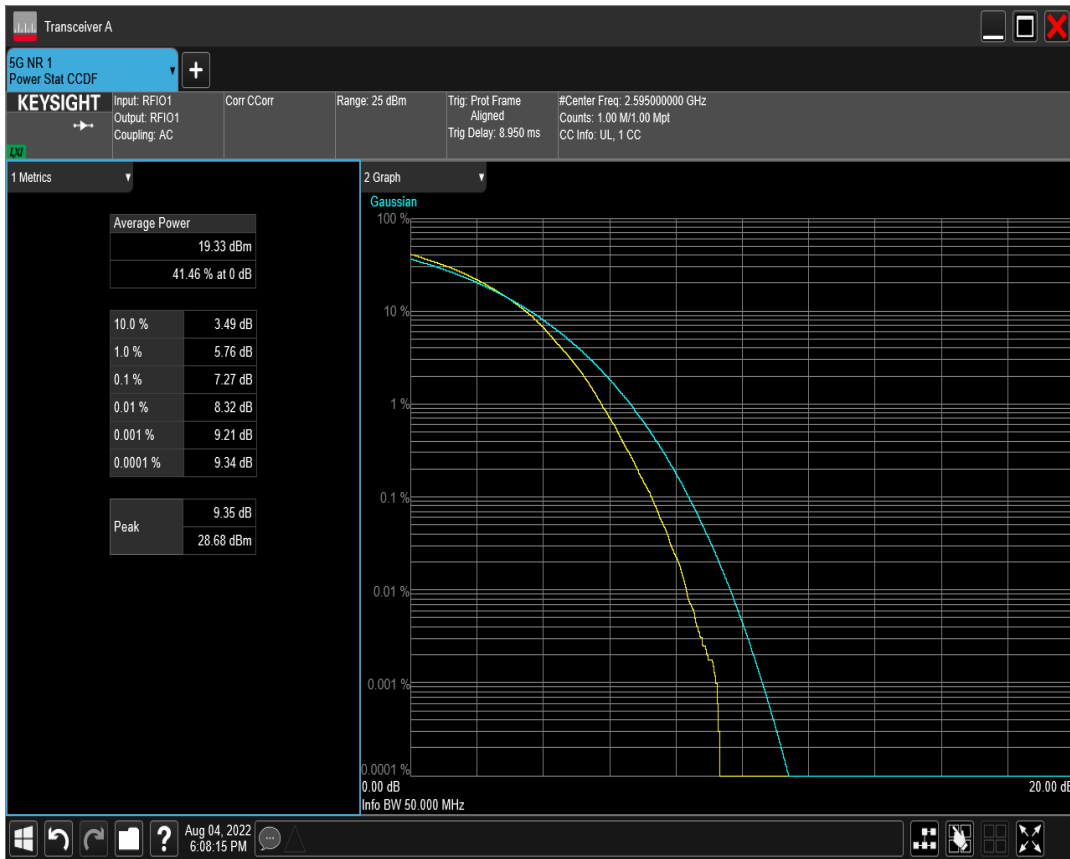 Transceiver A
5G NR 1
Power Stat CCDF
+
KEYSIGHT
LXI
Input: RFIO1
Output: RFIO1
Coupling: AC
Corr CCorr
Range: 25 dBm
Trig: Prot Frame
Aligned
Trig Delay: 8.950 ms
#Center Freq: 2.595000000 GHz
Counts: 1.00 M/1.00 Mpt
CC Info: UL, 1 CC
1 Metrics
Average Power
19.33 dBm
41.46 % at 0 dB
10.0 % 3.49 dB
1.0 % 5.76 dB
0.1 % 7.27 dB
0.01 % 8.32 dB
0.001 % 9.21 dB
0.0001 % 9.34 dB
Peak
9.35 dB
28.68 dBm
2 Graph
Gaussian
100 %
10 %
1 %
0.1 %
0.01 %
0.001 %
0.0001 %
0.00 dB 20.00 dB
Info BW 50.000 MHz
?
Aug 04, 2022
6:08:15 PM